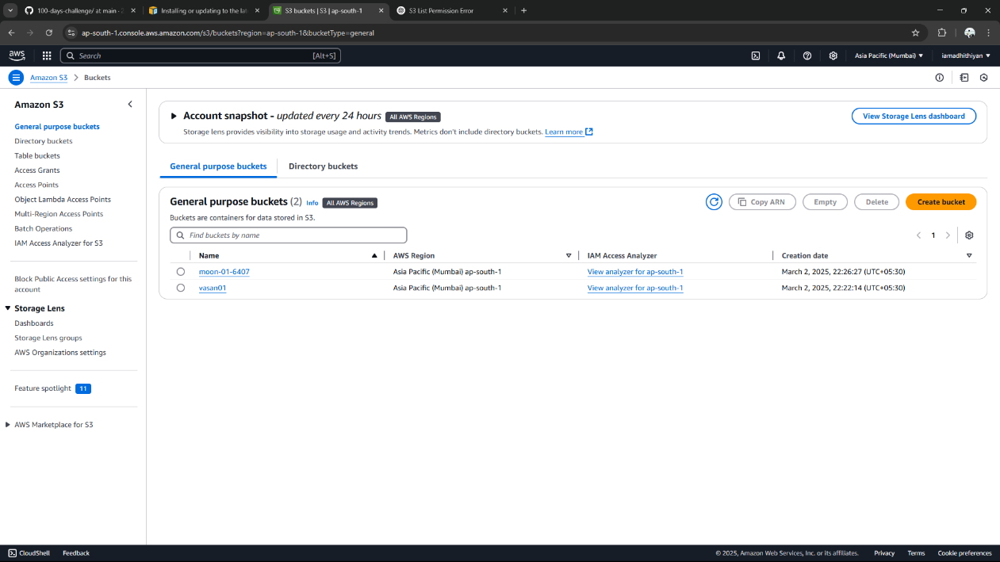 100-days-challenge/ at main · 2
Installing or updating to the lat
S3 buckets | S3 | ap-south-1
S3 List Permission Error
ap-south-1.console.aws.amazon.com/s3/buckets?region=ap-south-1&bucketType=general
aws
Search
[Alt+S]
Asia Pacific (Mumbai)
iamadhithiyan
Amazon S3
Buckets
Amazon S3
General purpose buckets
Directory buckets
Table buckets
Access Grants
Access Points
Object Lambda Access Points
Multi-Region Access Points
Batch Operations
IAM Access Analyzer for S3
Block Public Access settings for this
account
Storage Lens
Dashboards
Storage Lens groups
AWS Organizations settings
Feature spotlight 11
AWS Marketplace for S3
Account snapshot - updated every 24 hours All AWS Regions
View Storage Lens dashboard
Storage lens provides visibility into storage usage and activity trends. Metrics don't include directory buckets. Learn more
General purpose buckets
Directory buckets
General purpose buckets (2) Info All AWS Regions
Copy ARN
Empty
Delete
Create bucket
Buckets are containers for data stored in S3.
Find buckets by name
1
Name AWS Region IAM Access Analyzer Creation date
moon-01-6407 Asia Pacific (Mumbai) ap-south-1 View analyzer for ap-south-1 March 2, 2025, 22:26:27 (UTC+05:30)
vasan01 Asia Pacific (Mumbai) ap-south-1 View analyzer for ap-south-1 March 2, 2025, 22:22:14 (UTC+05:30)
CloudShell Feedback © 2025, Amazon Web Services, Inc. or its affiliates. Privacy Terms Cookie preferences